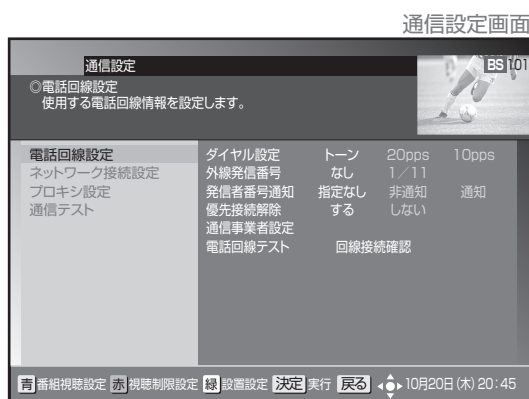 通信設定画面
通信設定
BS 101
◎電話回線設定
使用する電話回線情報を設定します。
電話回線設定
ネットワーク接続設定
プロキシ設定
通信テスト
ダイヤル設定 トーン 20pps 10pps
外線発信番号 なし 1/11
発信者番号通知 指定なし 非通知 通知
優先接続解除 する しない
通信事業者設定
電話回線テスト 回線接続確認
青 番組視聴設定 赤 視聴制限設定 緑 設置設定 決定 実行 戻る 10月20日(木) 20:45